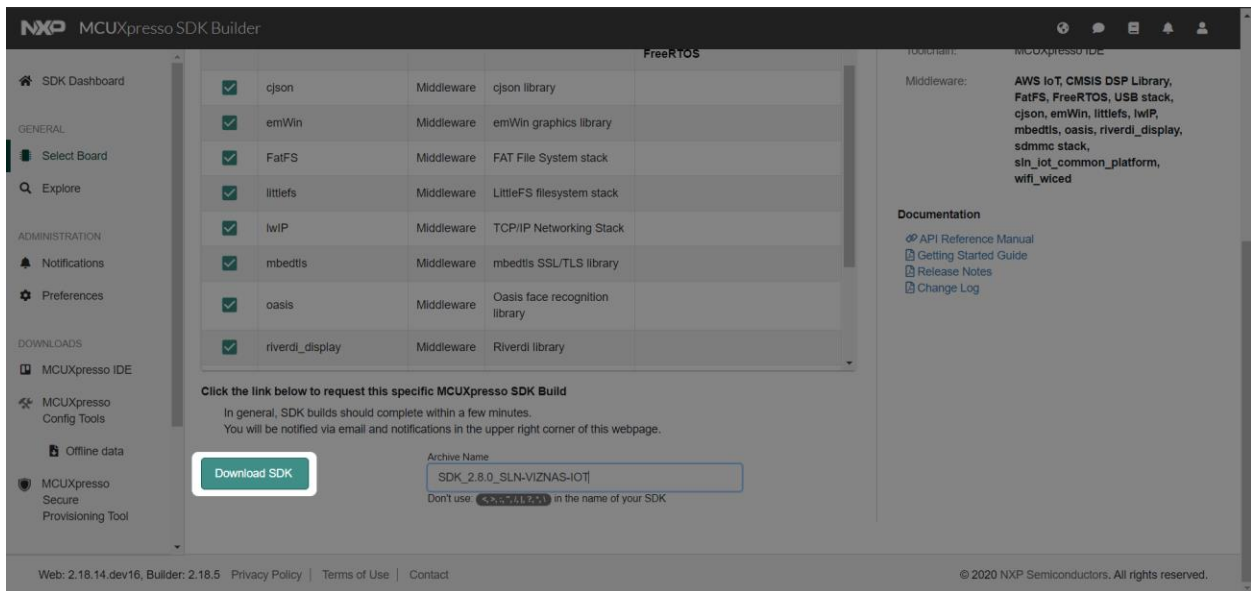 NXP MCUXpresso SDK Builder
SDK Dashboard
GENERAL
Select Board
Explore
ADMINISTRATION
Notifications
Preferences
DOWNLOADS
MCUXpresso IDE
MCUXpresso
Config Tools
Offline data
MCUXpresso
Secure
Provisioning Tool
FreeRTOS
cjson Middleware cjson library
emWin Middleware emWin graphics library
FatFS Middleware FAT File System stack
littlefs Middleware LittleFS filesystem stack
lwIP Middleware TCP/IP Networking Stack
mbedtls Middleware mbedtls SSL/TLS library
oasis Middleware Oasis face recognition
library
riverdi_display Middleware Riverdi library
Click the link below to request this specific MCUXpresso SDK Build
In general, SDK builds should complete within a few minutes.
You will be notified via email and notifications in the upper right corner of this webpage.
Download SDK
Archive Name
SDK_2.8.0_SLN-VIZNAS-IOT
Don't use: in the name of your SDK
Toolchain: MCUXpresso IDE
Middleware: AWS IoT, CMSIS DSP Library,
FatFS, FreeRTOS, USB stack,
cjson, emWin, littlefs, lwIP,
mbedtls, oasis, riverdi_display,
sdmmc stack,
sln_iot_common_platform,
wifi_wiced
Documentation
API Reference Manual
Getting Started Guide
Release Notes
Change Log
Web: 2.18.14.dev16, Builder: 2.18.5 Privacy Policy | Terms of Use | Contact
© 2020 NXP Semiconductors. All rights reserved.